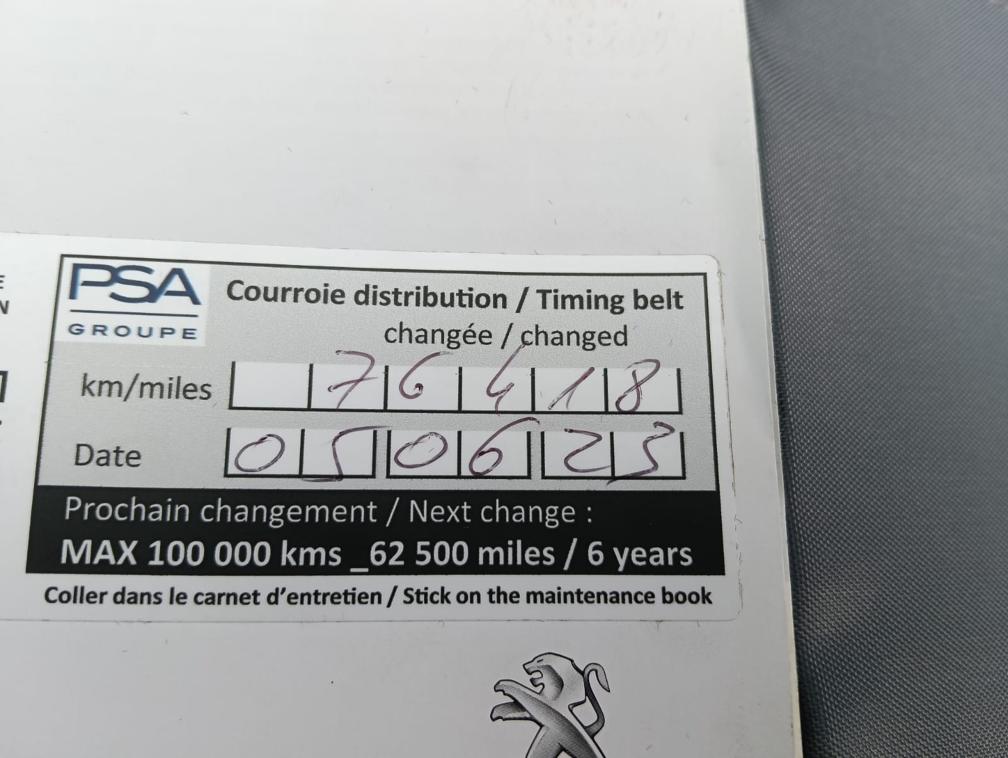 PSA
GROUPE
Courroie distribution / Timing belt
changée / changed
km/miles 76418
Date 050623
Prochain changement / Next change :
MAX 100 000 kms _62 500 miles / 6 years
Coller dans le carnet d'entretien / Stick on the maintenance book
E
N